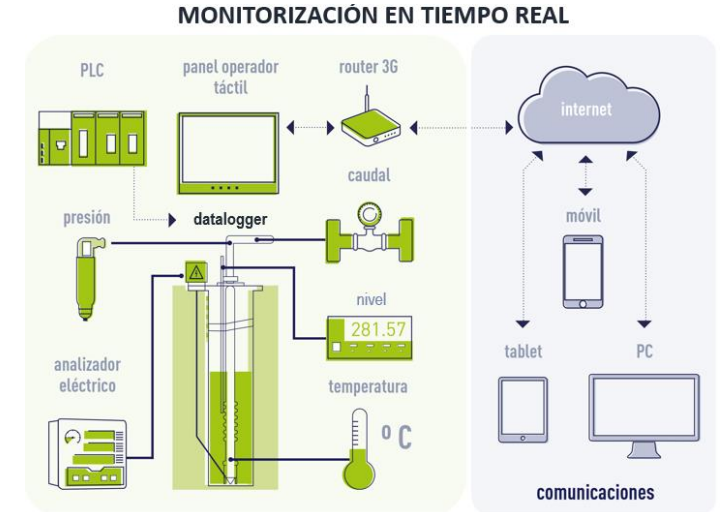 MONITORIZACIÓN EN TIEMPO REAL
PLC
panel operador
táctil
router 3G
internet
caudal
presión
datalogger
móvil
nivel
281.57
tablet
PC
analizador
eléctrico
temperatura
º C
comunicaciones